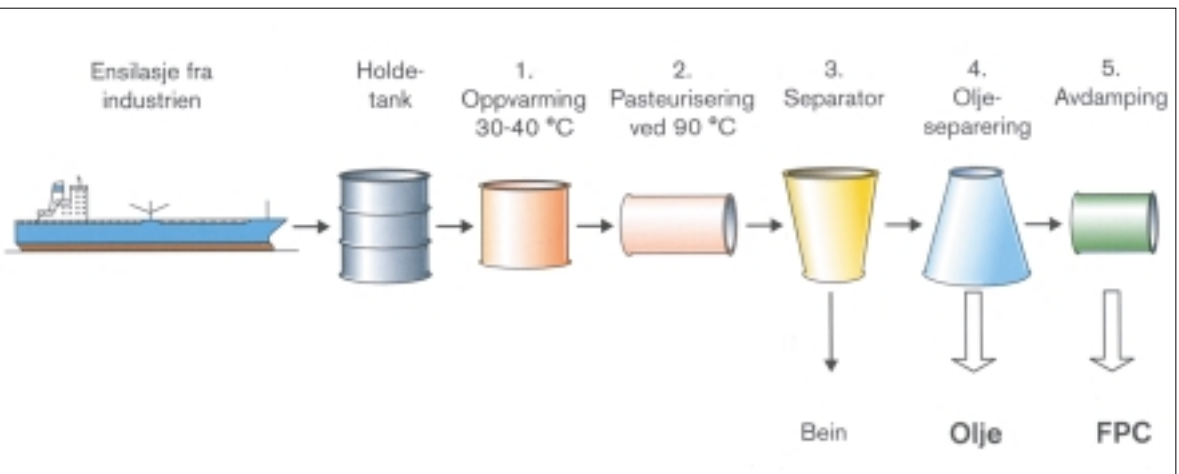 Ensilasje fra
industrien
Holde-
tank
1.
Oppvarming
30-40 °C
2.
Pasteurisering
ved 90 °C
3.
Separator
4.
Olje-
separering
5.
Avdamping
Bein
Olje
FPC